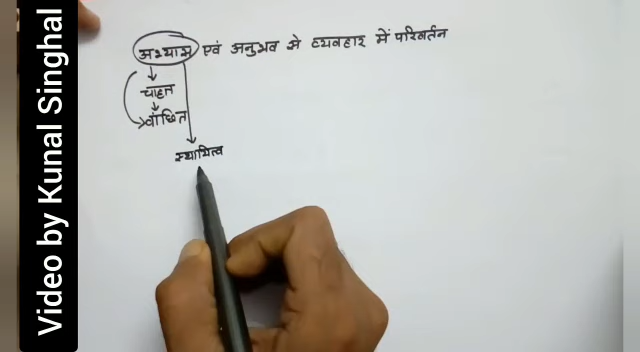 अभ्यास एवं अनुभव से व्यवहार में परिवर्तन
चाहत
वांछित
स्थायित्व
Video by Kunal Singhal